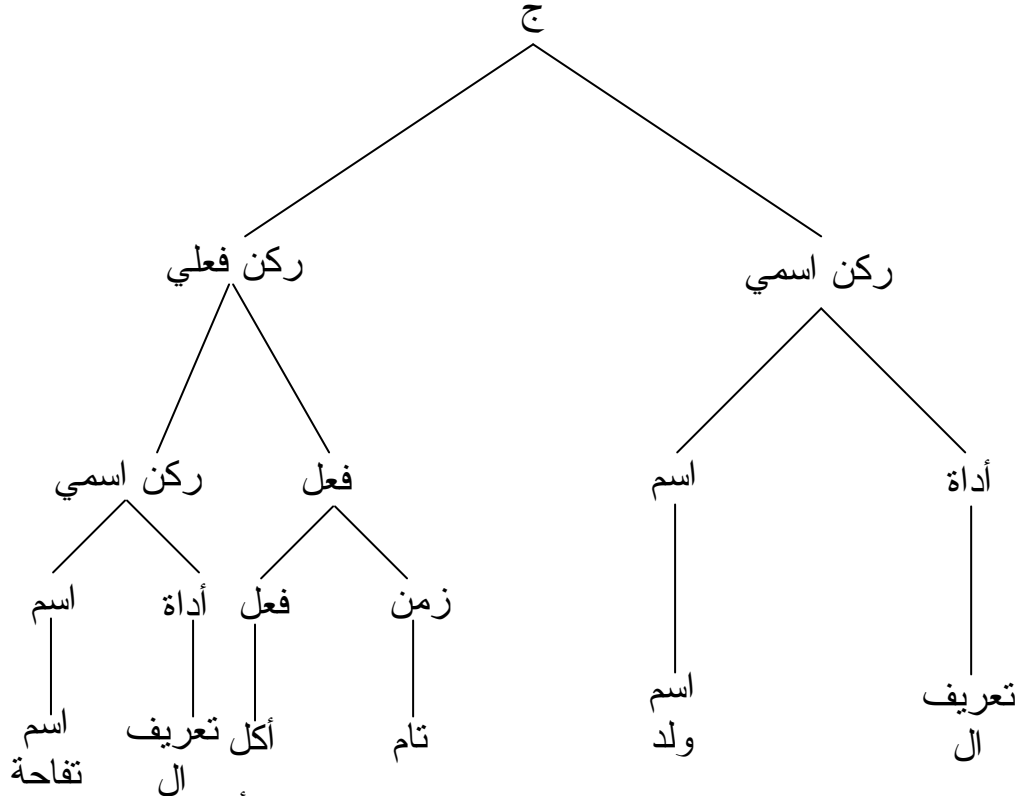 ج
ركن اسمي
ركن فعلي
أداة
اسم
فعل
ركن اسمي
زمن
فعل
أداة
اسم
تعريف
ال
اسم
ولد
تام
أكل
تعريف
ال
اسم
تفاحة